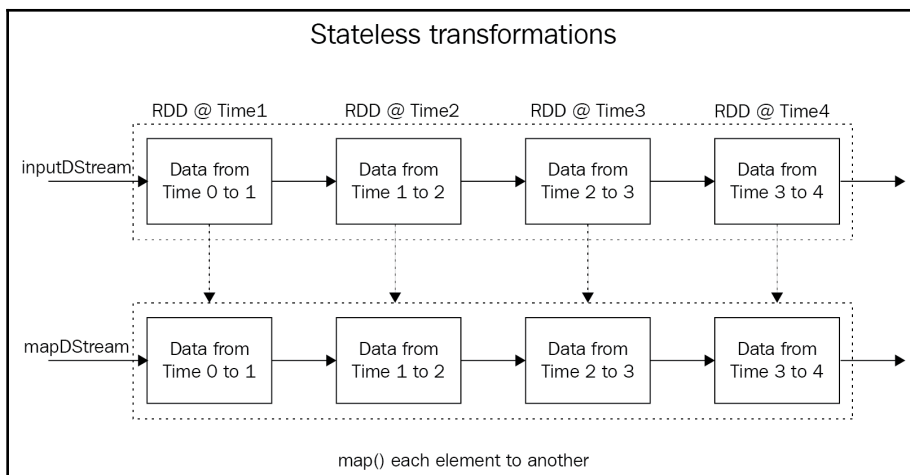 Stateless transformations
RDD @ Time1 RDD @ Time2 RDD @ Time3 RDD @ Time4
inputDStream
Data from Time 0 to 1
Data from Time 1 to 2
Data from Time 2 to 3
Data from Time 3 to 4
mapDStream
Data from Time 0 to 1
Data from Time 1 to 2
Data from Time 2 to 3
Data from Time 3 to 4
map() each element to another